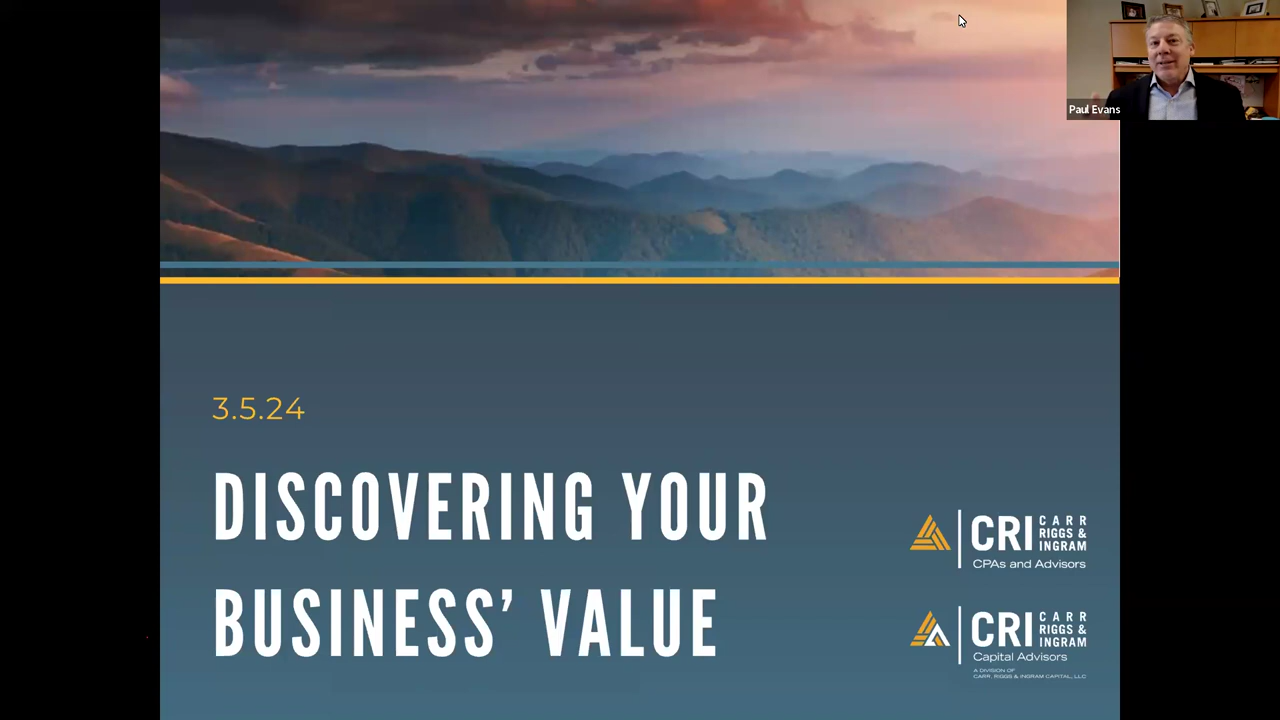 Paul Evans
3.5.24
DISCOVERING YOUR
BUSINESS’ VALUE
CRI
CARR
RIGGS &
INGRAM
CPAs and Advisors
CRI
CARR
RIGGS &
INGRAM
Capital Advisors
A DIVISION OF
CARR, RIGGS & INGRAM CAPITAL, LLC